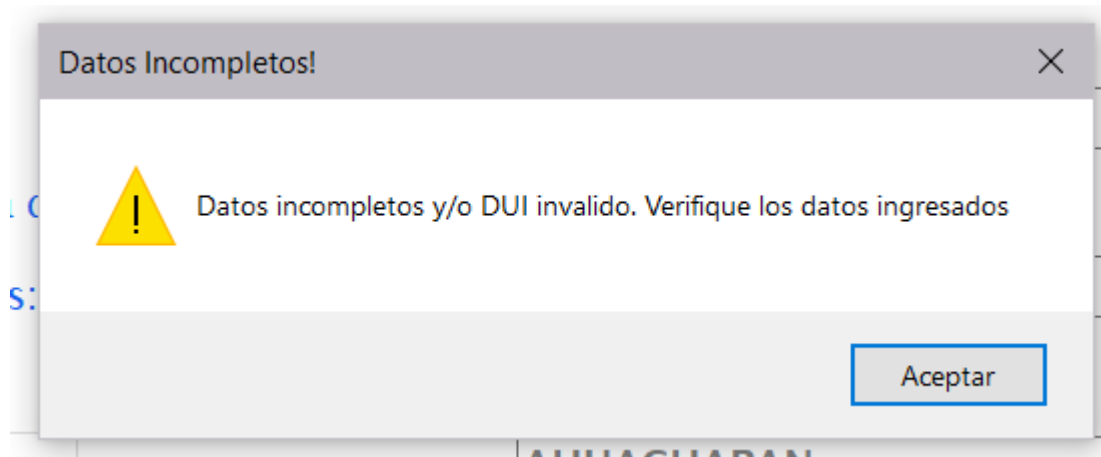 Datos Incompletos!
Datos incompletos y/o DUI invalido. Verifique los datos ingresados
s:
Aceptar